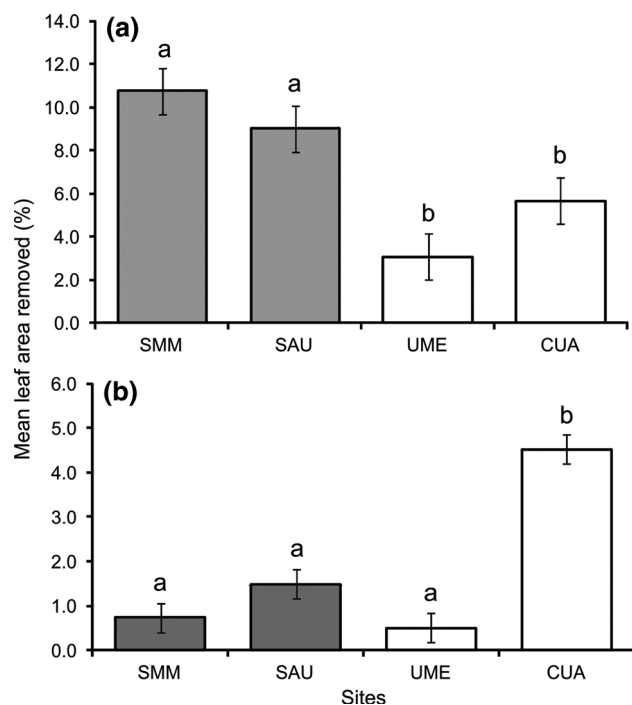 Mean leaf area removed (%)
(a)
14.0
12.0
10.0
8.0
6.0
4.0
2.0
0.0
a
a
b
b
SMM SAU UME CUA
(b)
6.0
5.0
4.0
3.0
2.0
1.0
0.0
a
a
a
b
SMM SAU UME CUA
Sites